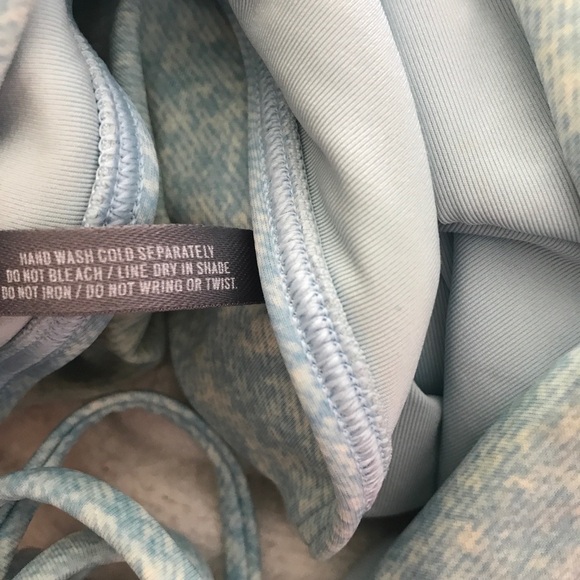 HAND WASH COLD SEPARATELY
DO NOT BLEACH / LINE DRY IN SHADE
DO NOT IRON / DO NOT WRING OR TWIST.